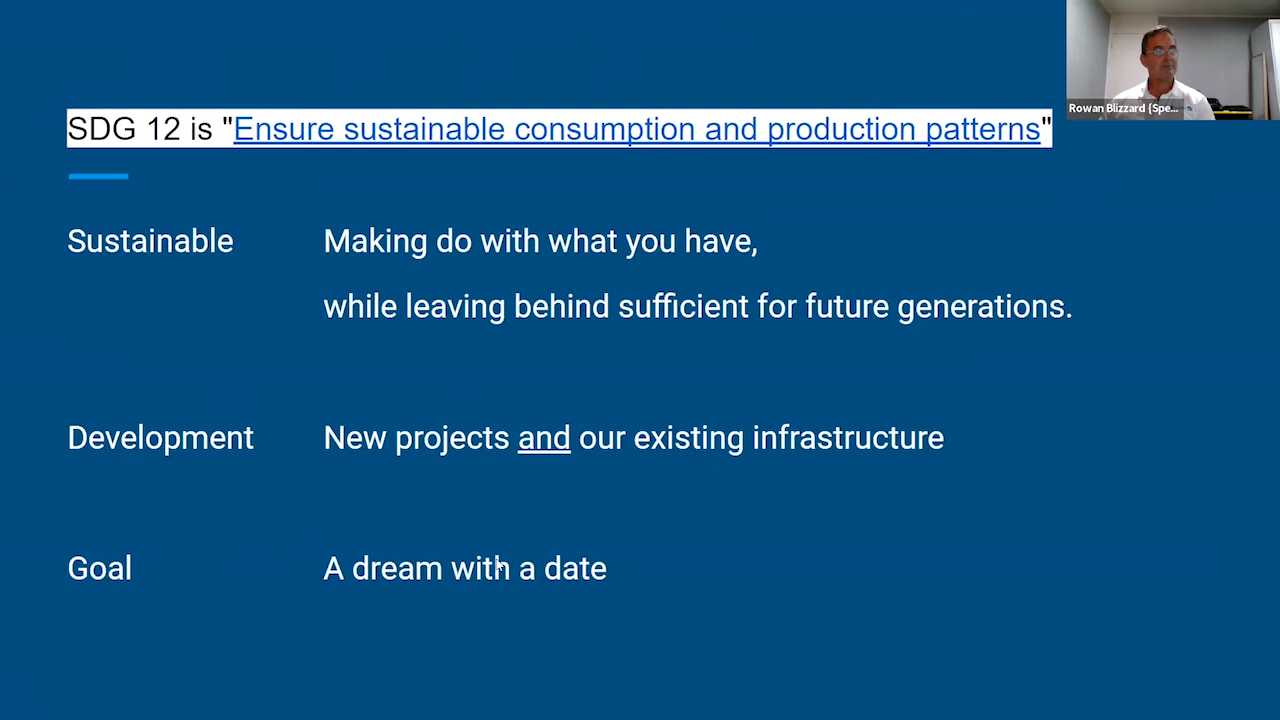 SDG 12 is "Ensure sustainable consumption and production patterns"
Rowan Blizzard (Spe...
Sustainable Making do with what you have,
while leaving behind sufficient for future generations.
Development New projects and our existing infrastructure
Goal A dream with a date